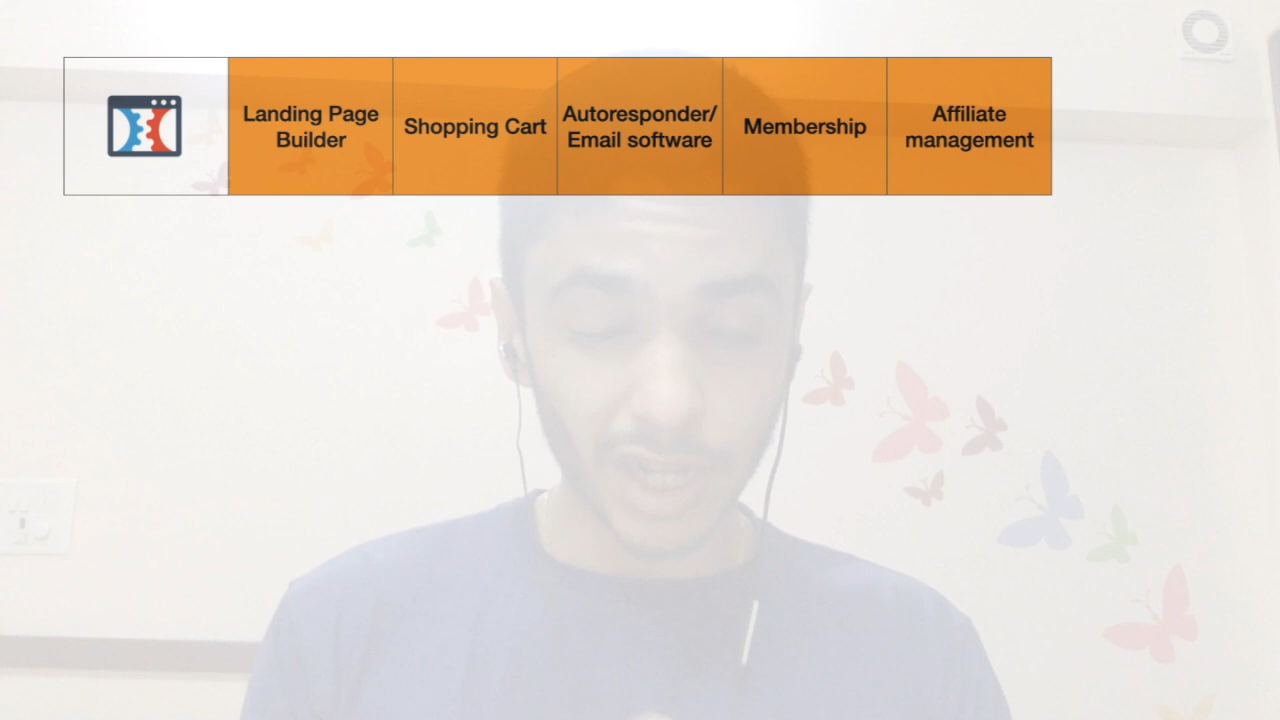 Landing Page
Builder
Shopping Cart
Autoresponder/
Email software
Membership
Affiliate
management